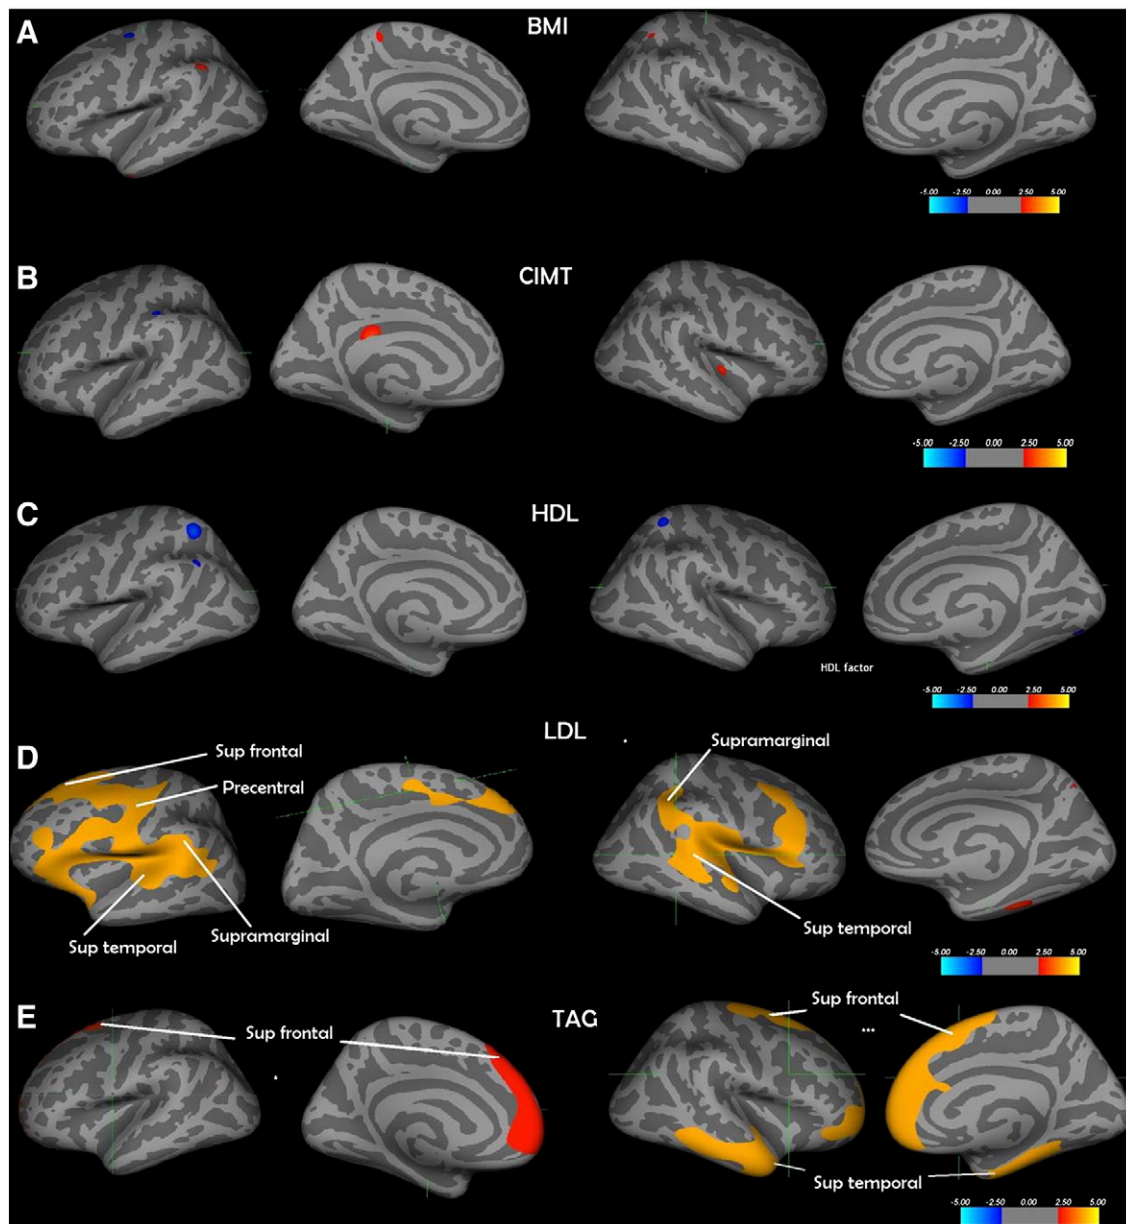 A
BMI
-5.00 -2.50 0.00 2.50 5.00
B
CIMT
-5.00 -2.50 0.00 2.50 5.00
C
HDL
HDL factor
-5.00 -2.50 0.00 2.50 5.00
D
LDL
*
Sup frontal
Precentral
Supramarginal
Sup temporal
Supramarginal
Sup temporal
-5.00 -2.50 0.00 2.50 5.00
E
TAG
Sup frontal
*
Sup frontal
***
Sup temporal
-5.00 -2.50 0.00 2.50 5.00